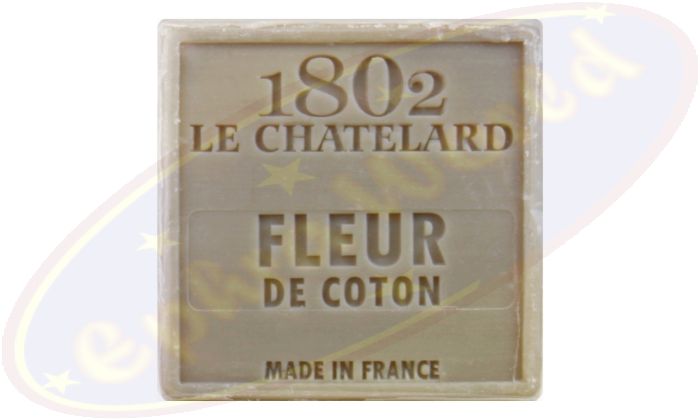 1802
LE CHATELARD
FLEUR
DE COTON
MADE IN FRANCE